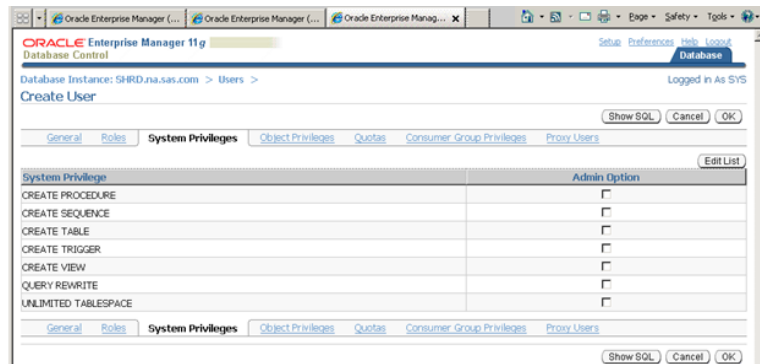 Oracle Enterprise Manager (... Oracle Enterprise Manager (... Oracle Enterprise Manag... x Page Safety Tools
ORACLE Enterprise Manager 11g Setup Preferences Help Logout
Database Control Database
Database Instance: SHRD.na.sas.com > Users > Logged in As SYS
Create User
Show SQL Cancel OK
General Roles System Privileges Object Privileges Quotas Consumer Group Privileges Proxy Users
Edit List
System Privilege Admin Option
CREATE PROCEDURE
CREATE SEQUENCE
CREATE TABLE
CREATE TRIGGER
CREATE VIEW
QUERY REWRITE
UNLIMITED TABLESPACE
General Roles System Privileges Object Privileges Quotas Consumer Group Privileges Proxy Users
Show SQL Cancel OK